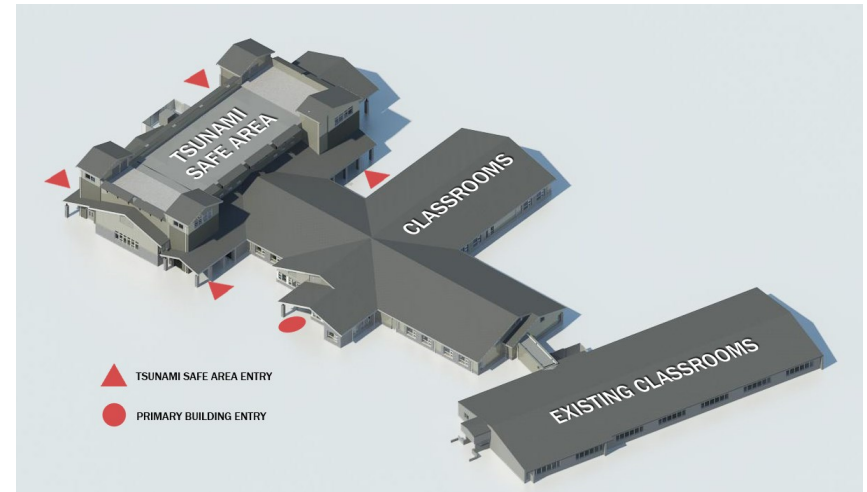 TSUNAMI
SAFE AREA
CLASSROOMS
EXISTING CLASSROOMS
TSUNAMI SAFE AREA ENTRY
PRIMARY BUILDING ENTRY